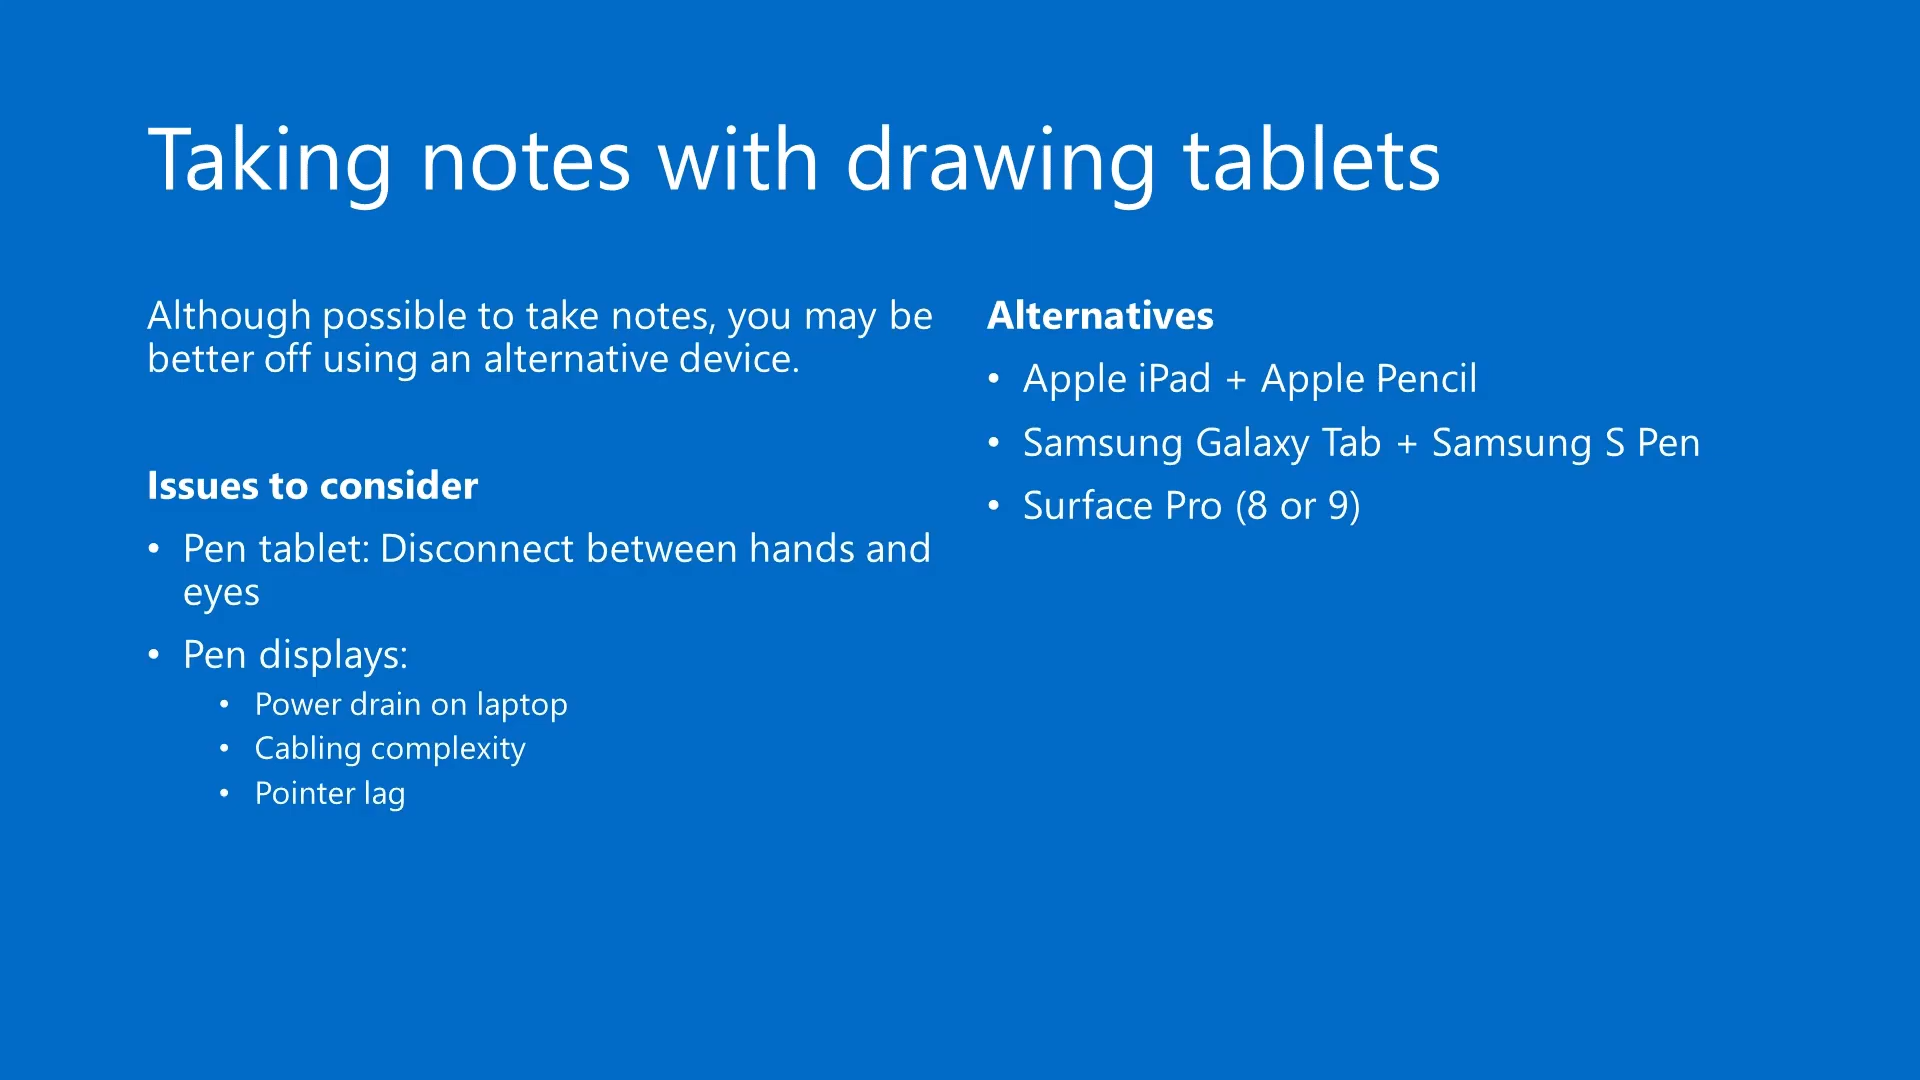 Taking notes with drawing tablets
Although possible to take notes, you may be
better off using an alternative device.
Issues to consider
• Pen tablet: Disconnect between hands and
eyes
• Pen displays:
• Power drain on laptop
• Cabling complexity
• Pointer lag
Alternatives
• Apple iPad + Apple Pencil
• Samsung Galaxy Tab + Samsung S Pen
• Surface Pro (8 or 9)